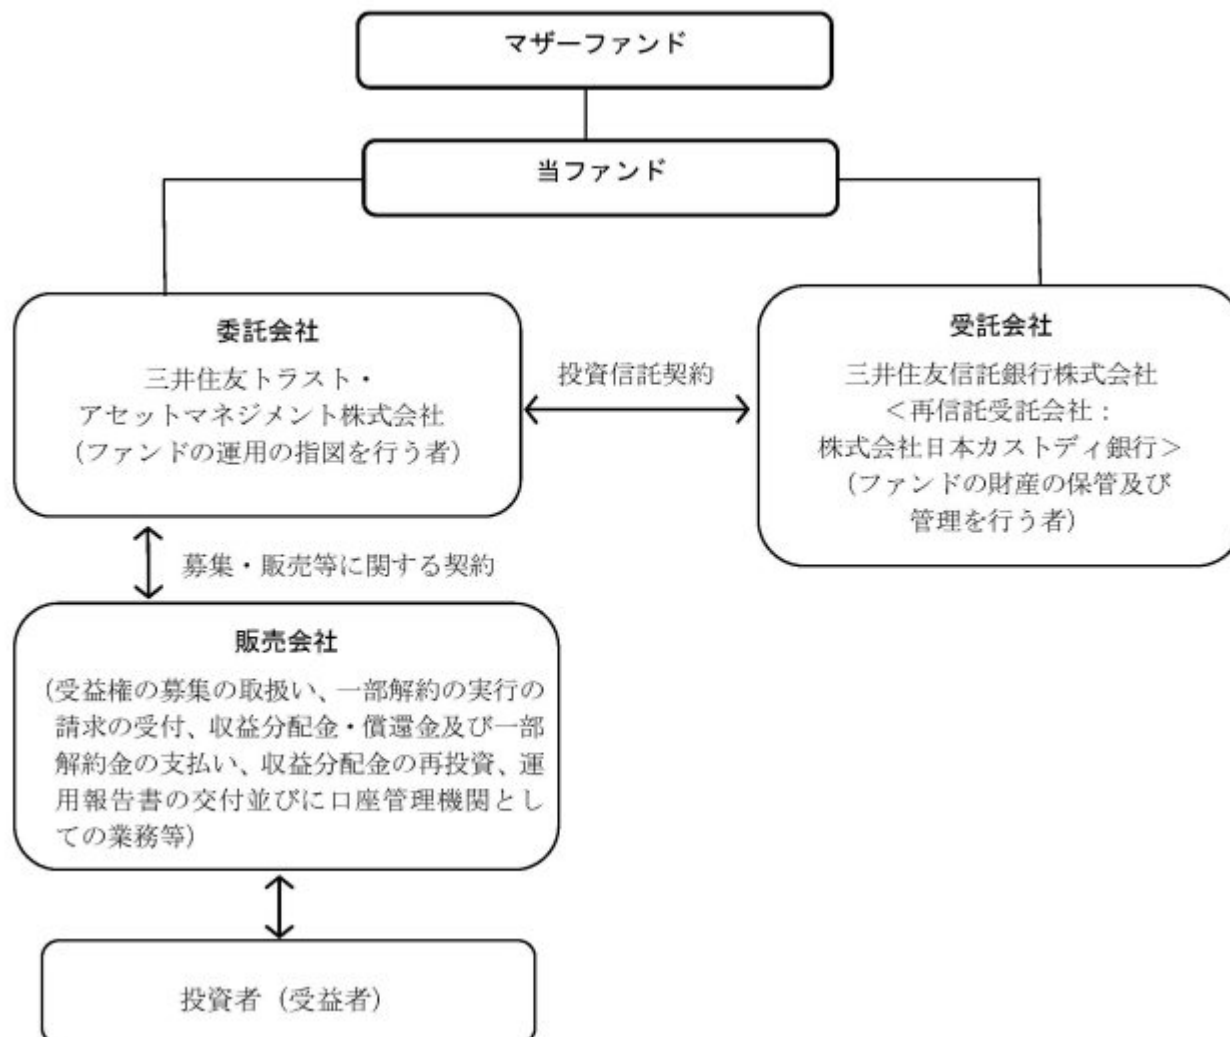 マザーファンド
当ファンド
委託会社
三井住友トラスト・
アセットマネジメント株式会社
（ファンドの運用の指図を行う者）
投資信託契約
受託会社
三井住友信託銀行株式会社
＜再信託受託会社：
株式会社日本カストディ銀行＞
（ファンドの財産の保管及び
管理を行う者）
募集・販売等に関する契約
販売会社
（受益権の募集の取扱い、一部解約の実行の
請求の受付、収益分配金・償還金及び一部
解約金の支払い、収益分配金の再投資、運
用報告書の交付並びに口座管理機関とし
ての業務等）
投資者（受益者）